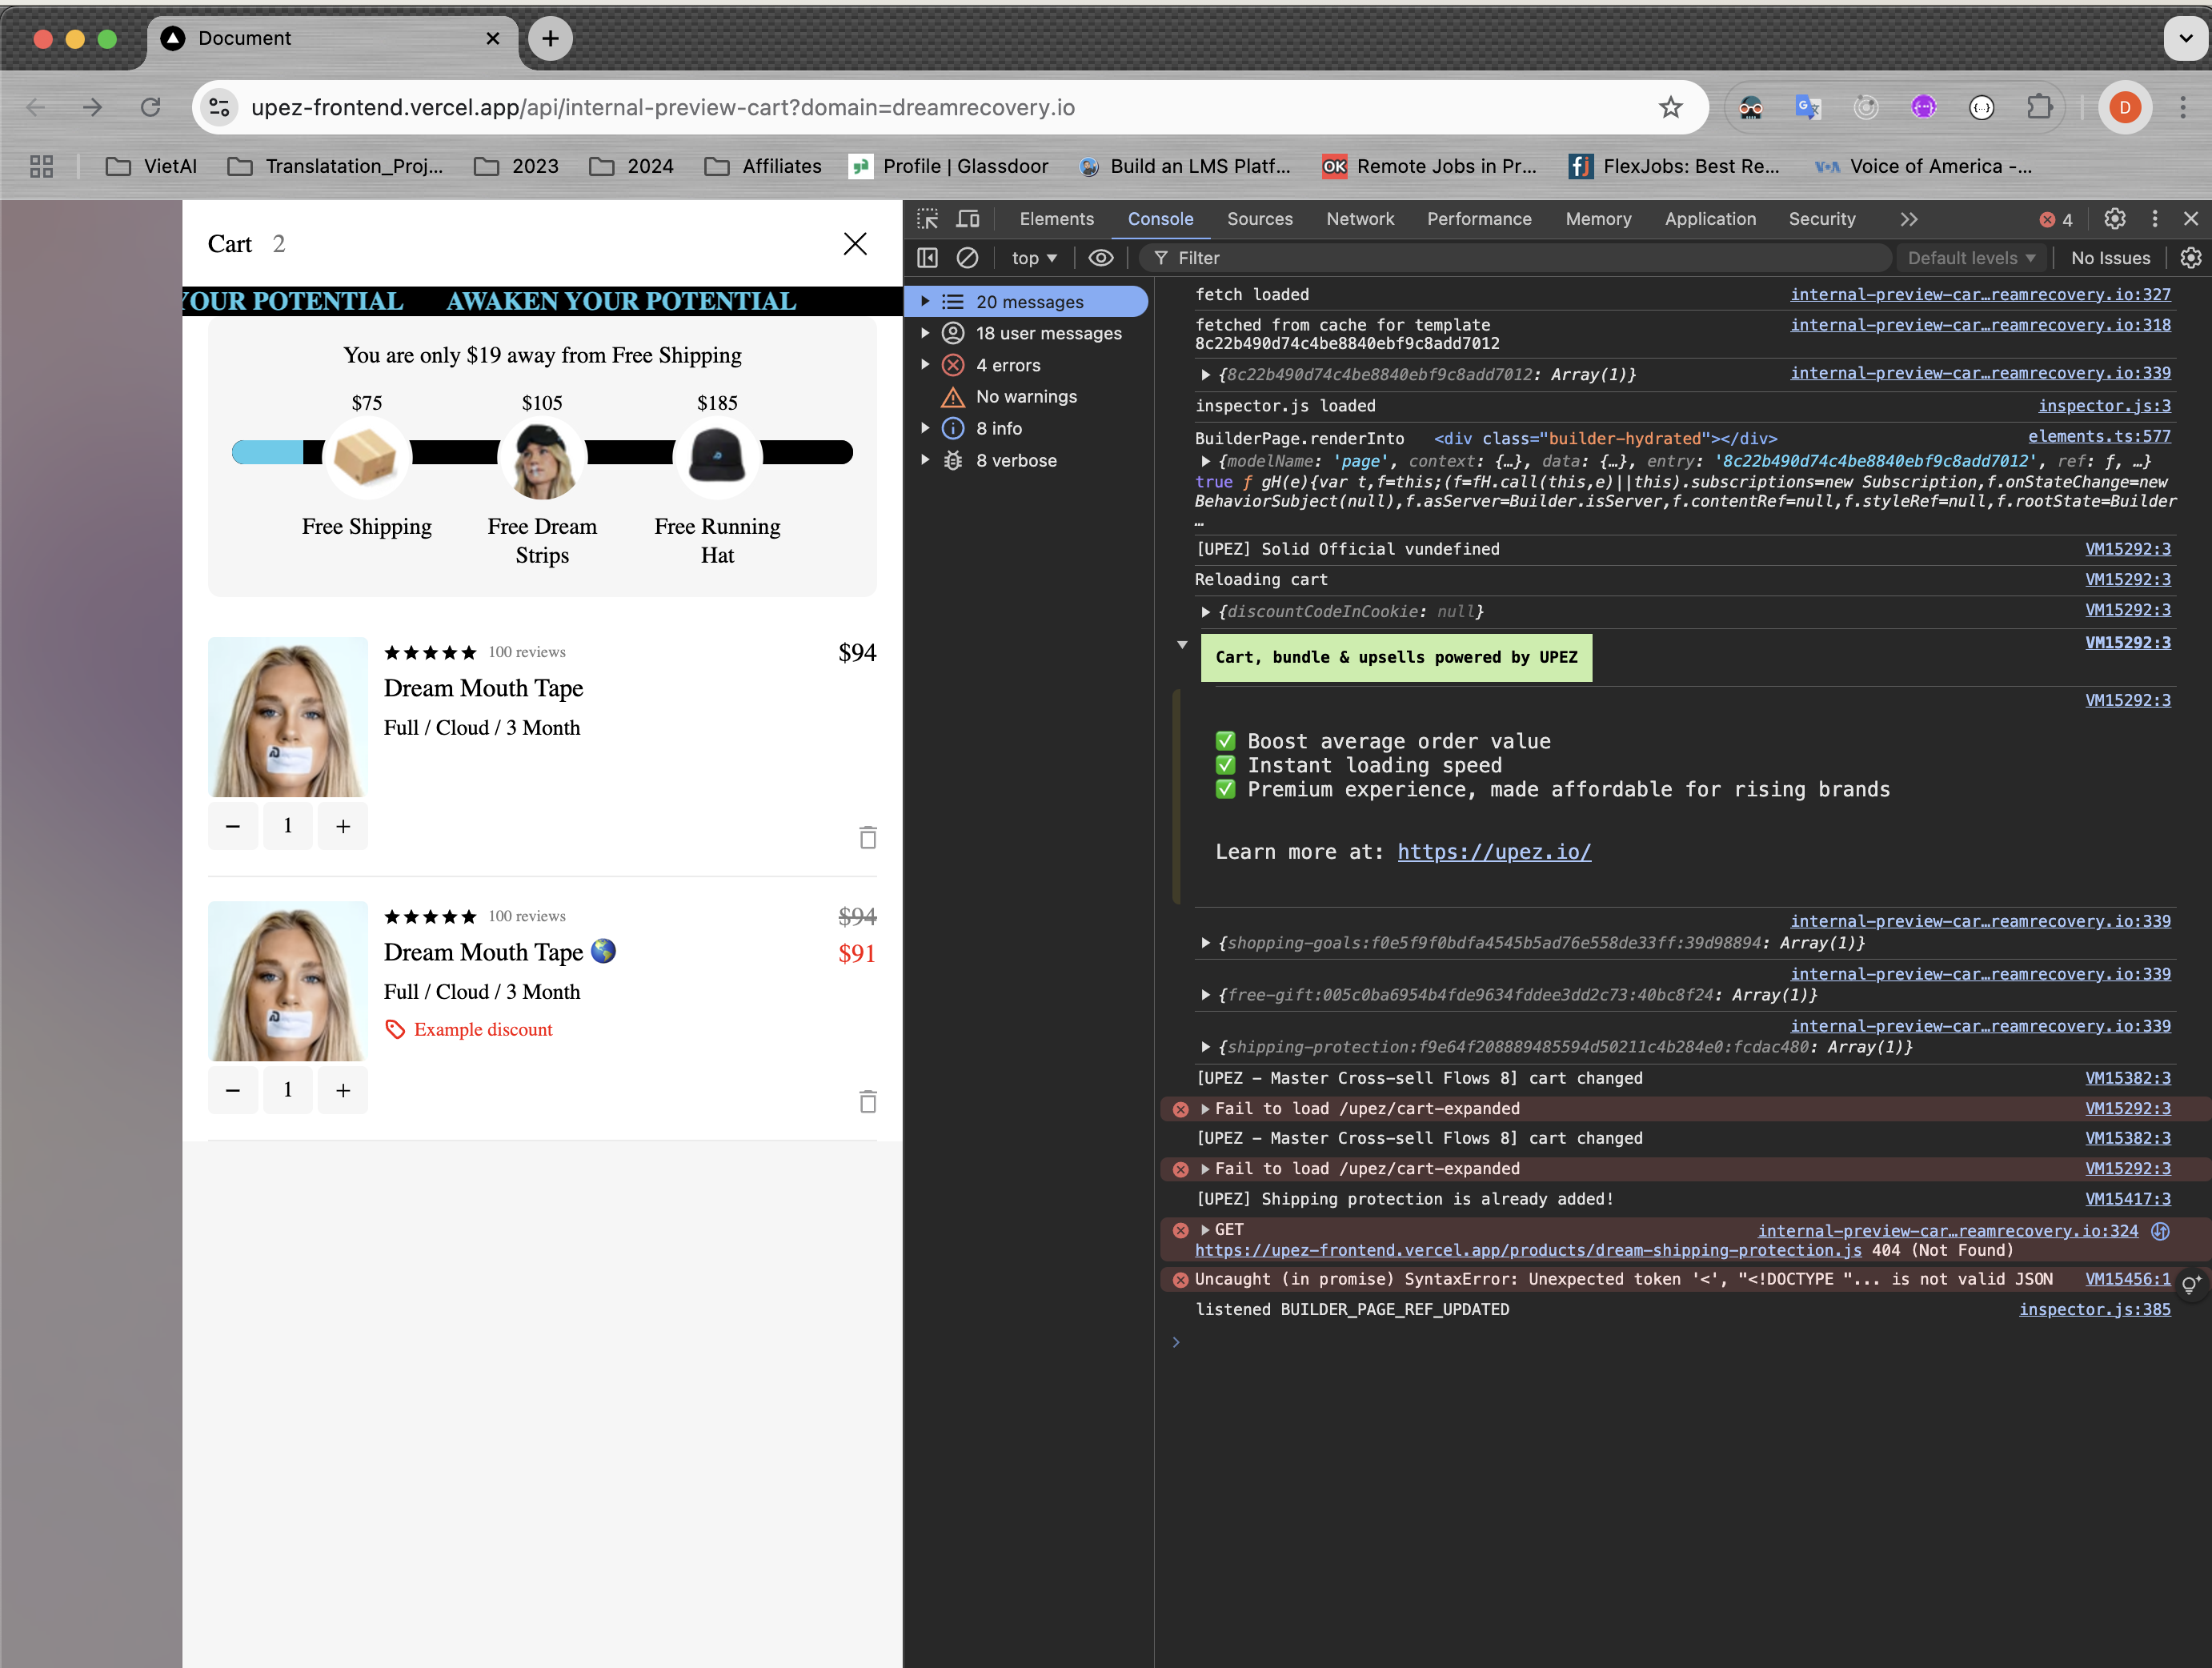 Document
upez-frontend.vercel.app/api/internal-preview-cart?domain=dreamrecovery.io
D
VietAI
Translatation_Proj...
2023
2024
Affiliates
Profile | Glassdoor
Build an LMS Platf...
OK
Remote Jobs in Pr...
fj
FlexJobs: Best Re...
VOA
Voice of America -...
Cart 2
YOUR POTENTIAL AWAKEN YOUR POTENTIAL
You are only $19 away from Free Shipping
$75 $105 $185
Free Shipping
Free Dream
Strips
Free Running
Hat
★★★★★ 100 reviews
$94
Dream Mouth Tape
Full / Cloud / 3 Month
− 1 +
★★★★★ 100 reviews
$94
Dream Mouth Tape 🌎
$91
Full / Cloud / 3 Month
Example discount
− 1 +
Elements Console Sources Network Performance Memory Application Security 4
top Filter Default levels No Issues
20 messages
18 user messages
4 errors
No warnings
8 info
8 verbose
fetch loaded internal-preview-car…reamrecovery.io:327
fetched from cache for template internal-preview-car…reamrecovery.io:318
8c22b490d74c4be8840ebf9c8add7012
{8c22b490d74c4be8840ebf9c8add7012: Array(1)} internal-preview-car…reamrecovery.io:339
inspector.js loaded inspector.js:3
BuilderPage.renderInto <div class="builder-hydrated"></div> elements.ts:577
{modelName: 'page', context: {…}, data: {…}, entry: '8c22b490d74c4be8840ebf9c8add7012', ref: ƒ, …}
true ƒ gH(e){var t,f=this;(f=fH.call(this,e)||this).subscriptions=new Subscription,f.onStateChange=new
BehaviorSubject(null),f.asServer=Builder.isServer,f.contentRef=null,f.styleRef=null,f.rootState=Builder
…
[UPEZ] Solid Official vundefined VM15292:3
Reloading cart VM15292:3
{discountCodeInCookie: null} VM15292:3
Cart, bundle & upsells powered by UPEZ VM15292:3
VM15292:3
✅ Boost average order value
✅ Instant loading speed
✅ Premium experience, made affordable for rising brands
Learn more at: https://upez.io/
internal-preview-car…reamrecovery.io:339
{shopping-goals:f0e5f9f0bdfa4545b5ad76e558de33ff:39d98894: Array(1)}
internal-preview-car…reamrecovery.io:339
{free-gift:005c0ba6954b4fde9634fddee3dd2c73:40bc8f24: Array(1)}
internal-preview-car…reamrecovery.io:339
{shipping-protection:f9e64f208889485594d50211c4b284e0:fcdac480: Array(1)}
[UPEZ - Master Cross-sell Flows 8] cart changed VM15382:3
Fail to load /upez/cart-expanded VM15292:3
[UPEZ - Master Cross-sell Flows 8] cart changed VM15382:3
Fail to load /upez/cart-expanded VM15292:3
[UPEZ] Shipping protection is already added! VM15417:3
GET internal-preview-car…reamrecovery.io:324
https://upez-frontend.vercel.app/products/dream-shipping-protection.js 404 (Not Found)
Uncaught (in promise) SyntaxError: Unexpected token '<', "<!DOCTYPE "... is not valid JSON VM15456:1
listened BUILDER_PAGE_REF_UPDATED inspector.js:385